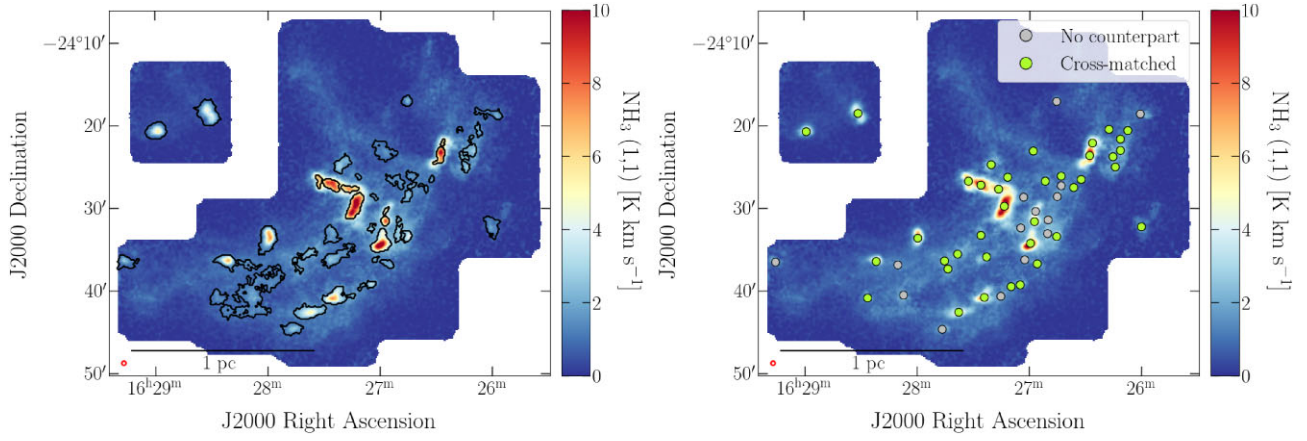 −24°10′
20′
30′
40′
50′
J2000 Declination
16ʰ29ᵐ
28ᵐ
27ᵐ
26ᵐ
J2000 Right Ascension
1 pc
10
8
6
4
2
0
NH₃ (1,1) [K km s⁻¹]
No counterpart
Cross-matched
−24°10′
20′
30′
40′
50′
J2000 Declination
16ʰ29ᵐ
28ᵐ
27ᵐ
26ᵐ
J2000 Right Ascension
1 pc
10
8
6
4
2
0
NH₃ (1,1) [K km s⁻¹]